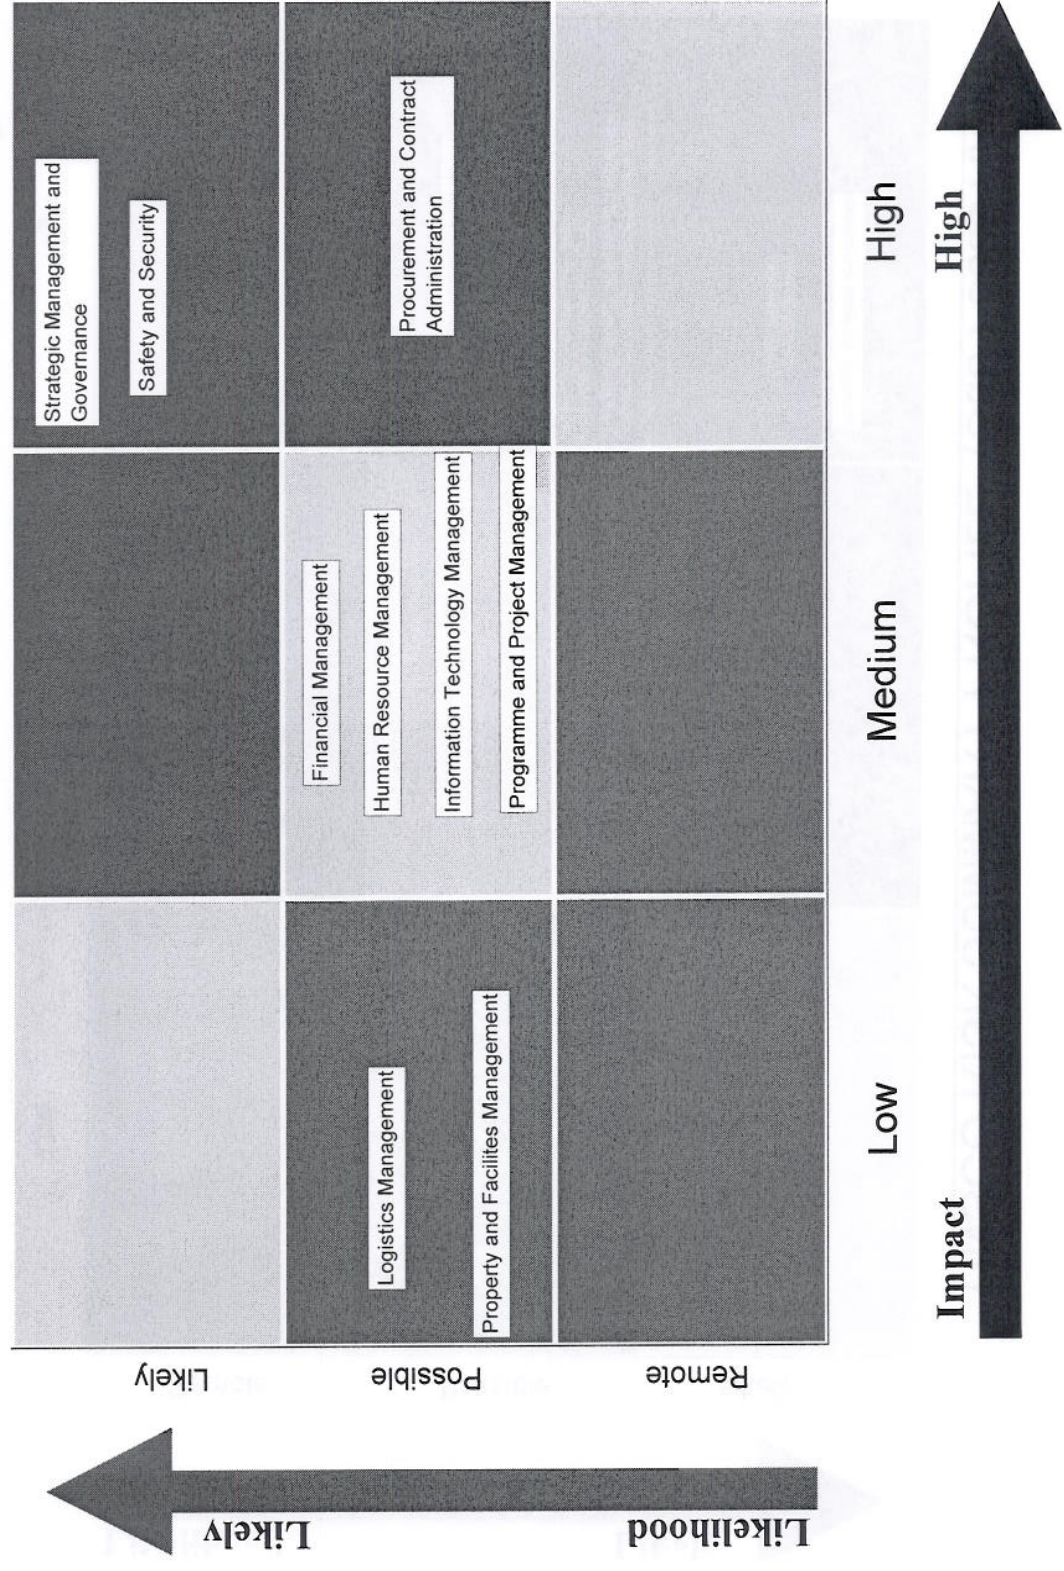 Likely
Likelihood
Likely
Possible
Remote
Strategic Management and
Governance
Safety and Security
Financial Management
Human Resource Management
Information Technology Management
Programme and Project Management
Procurement and Contract
Administration
Logistics Management
Property and Facilites Management
Low
Medium
High
Impact
High